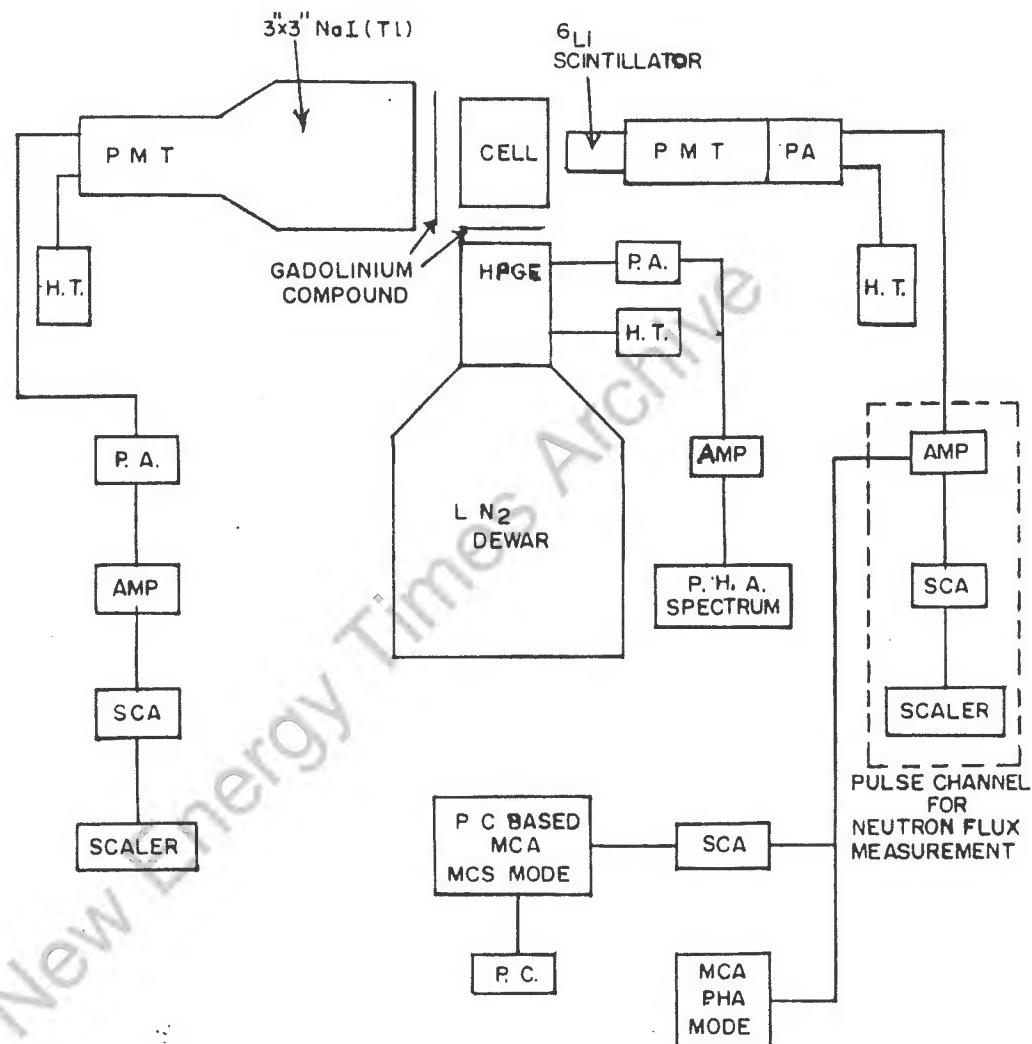 3"x3" NaI(Tl)
6Li
SCINTILLATOR
PMT
CELL
PMT
PA
H.T.
GADOLINIUM
COMPOUND
HPGE
P.A.
H.T.
H.T.
P.A.
AMP
AMP
L N2
DEWAR
AMP
P.H.A.
SPECTRUM
SCA
SCA
SCALER
PULSE CHANNEL
FOR
NEUTRON FLUX
MEASUREMENT
SCALER
P C BASED
MCA
MCS MODE
SCA
P.C.
MCA
PHA
MODE
New Energy Times Archive